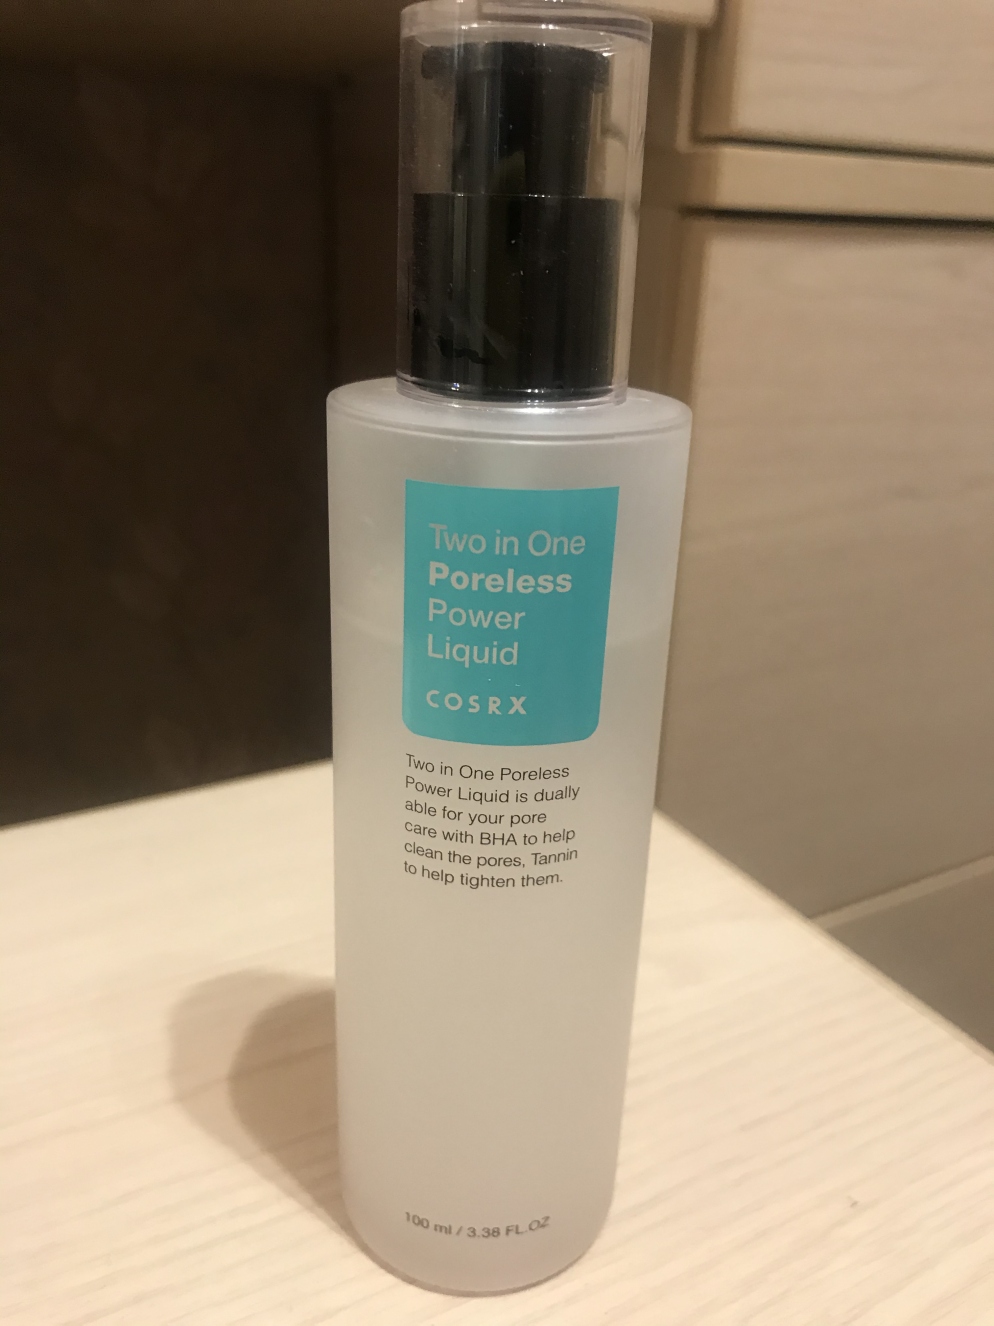 Two in One
Poreless
Power
Liquid
COSRX
Two in One Poreless
Power Liquid is dually
able for your pore
care with BHA to help
clean the pores, Tannin
to help tighten them.
100 ml / 3.38 FL.OZ